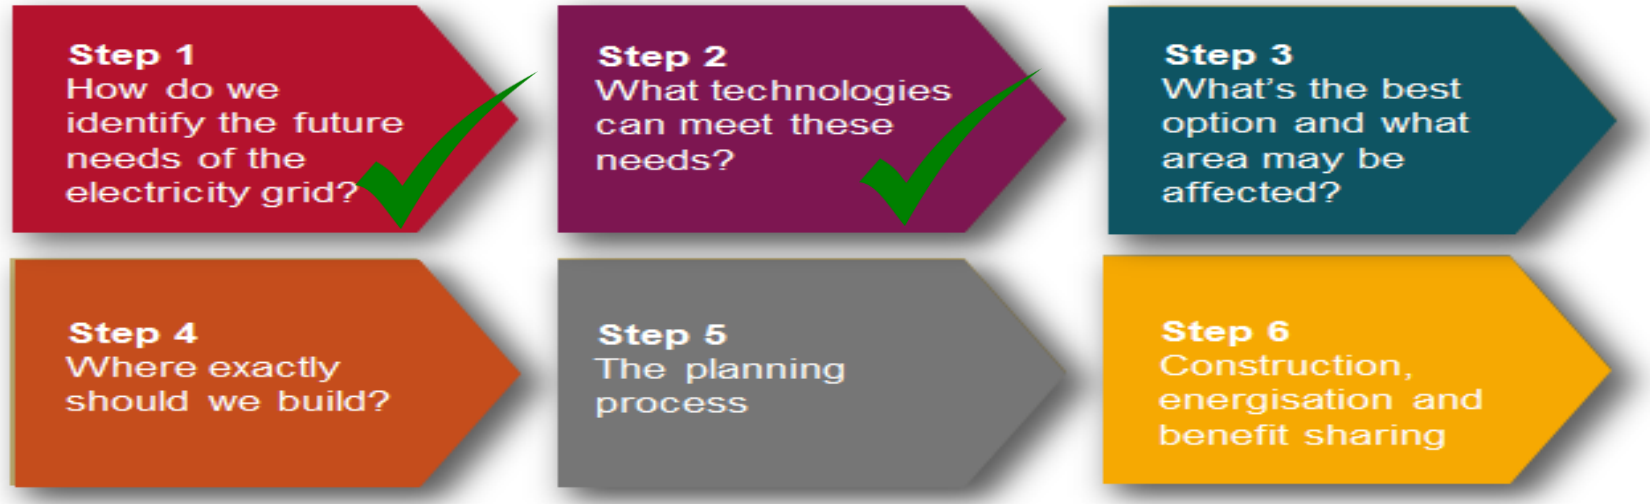 Step 1
How do we
identify the future
needs of the
electricity grid?
Step 2
What technologies
can meet these
needs?
Step 3
What's the best
option and what
area may be
affected?
Step 4
Where exactly
should we build?
Step 5
The planning
process
Step 6
Construction,
energisation and
benefit sharing